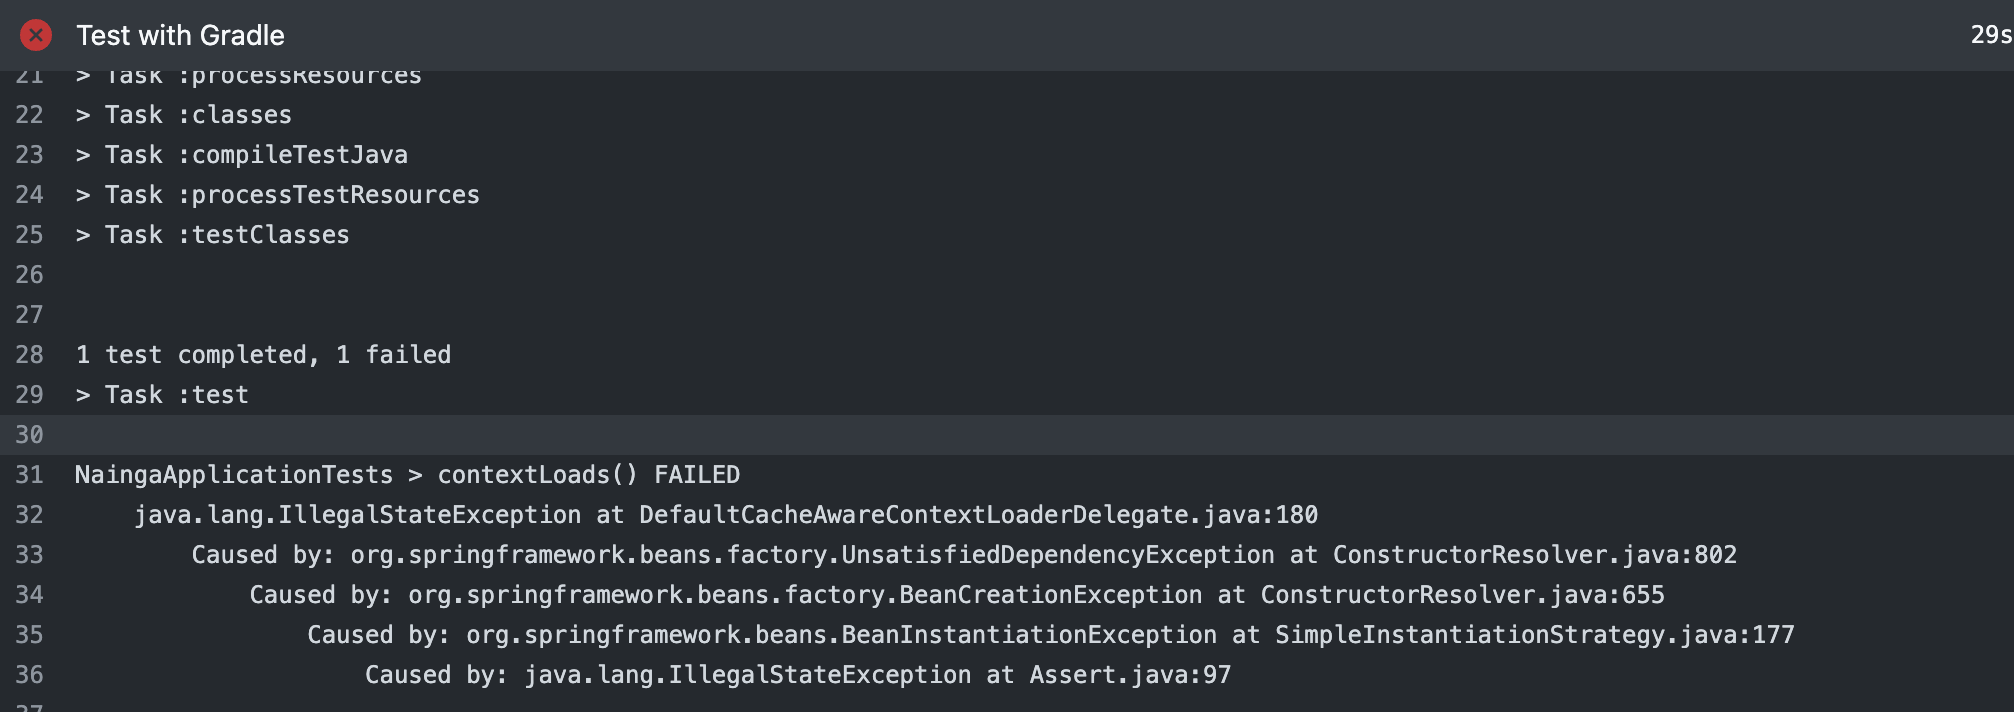 Test with Gradle
29s
21 > Task :processResources
22 > Task :classes
23 > Task :compileTestJava
24 > Task :processTestResources
25 > Task :testClasses
26
27
28 1 test completed, 1 failed
29 > Task :test
30
31 NaingaApplicationTests > contextLoads() FAILED
32 java.lang.IllegalStateException at DefaultCacheAwareContextLoaderDelegate.java:180
33 Caused by: org.springframework.beans.factory.UnsatisfiedDependencyException at ConstructorResolver.java:802
34 Caused by: org.springframework.beans.factory.BeanCreationException at ConstructorResolver.java:655
35 Caused by: org.springframework.beans.BeanInstantiationException at SimpleInstantiationStrategy.java:177
36 Caused by: java.lang.IllegalStateException at Assert.java:97
37